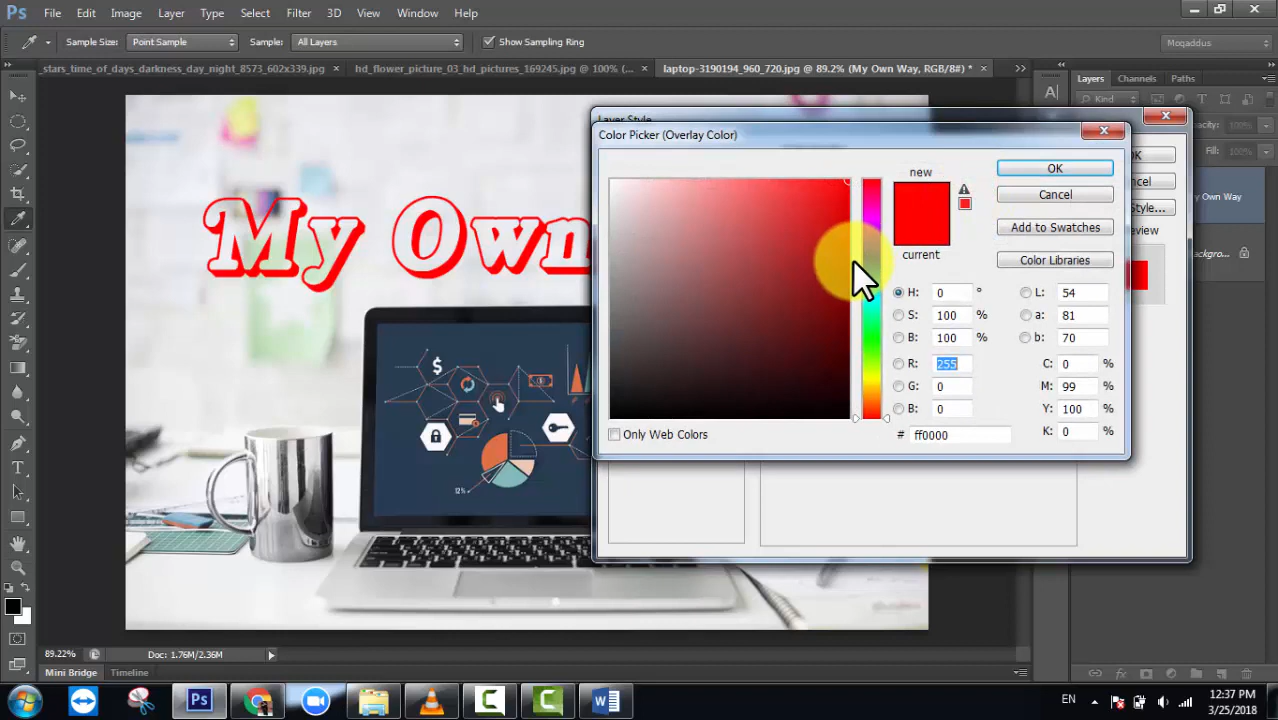 Ps File Edit Image Layer Type Select Filter 3D View Window Help
Sample Size: Point Sample Sample: All Layers Show Sampling Ring Moqaddus
_stars_time_of_days_darkness_day_night_8573_602x339.jpg × hd_flower_picture_03_hd_pictures_169245.jpg @ 100% (... × laptop-3190194_960_720.jpg @ 89.2% (My Own Way, RGB/8#) * ×
Layers Channels Paths
Kind
Opacity: 100%
Fill: 100%
Layer Style
Color Picker (Overlay Color)
new
current
OK
Cancel
Add to Swatches
Color Libraries
H: 0 °
S: 100 %
B: 100 %
R: 255
G: 0
B: 0
L: 54
a: 81
b: 70
C: 0 %
M: 99 %
Y: 100 %
K: 0 %
# ff0000
Only Web Colors
OK
ncel
Style...
review
My Own Way
My Own
$
12%
89.22% Doc: 1.76M/2.36M
Mini Bridge Timeline
EN 12:37 PM
3/25/2018